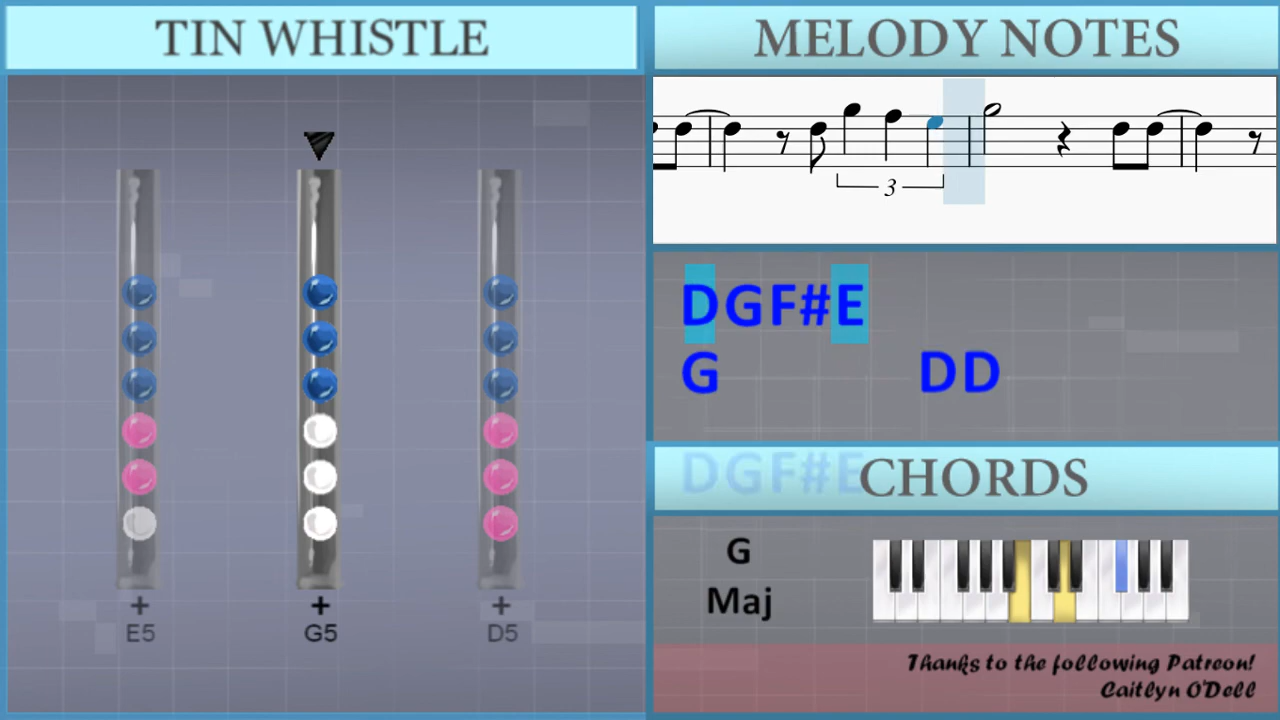 TIN WHISTLE
+ + +
E5 G5 D5
MELODY NOTES
3
DGF#E
G DD
DGF#E
CHORDS
G
Maj
Thanks to the following Patreon!
Caitlyn O'Dell